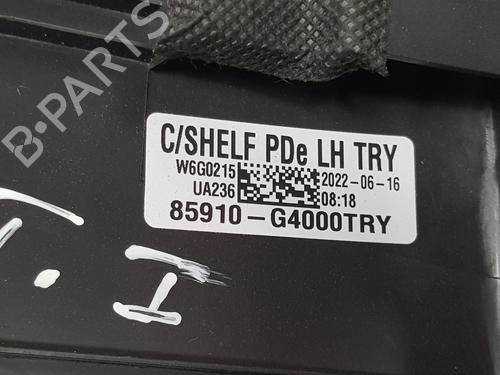 B-PARTS
C/SHELF PDe LH TRY
W6G0215 2022-06-16
UA236 08:18
85910-G4000TRY
T. I